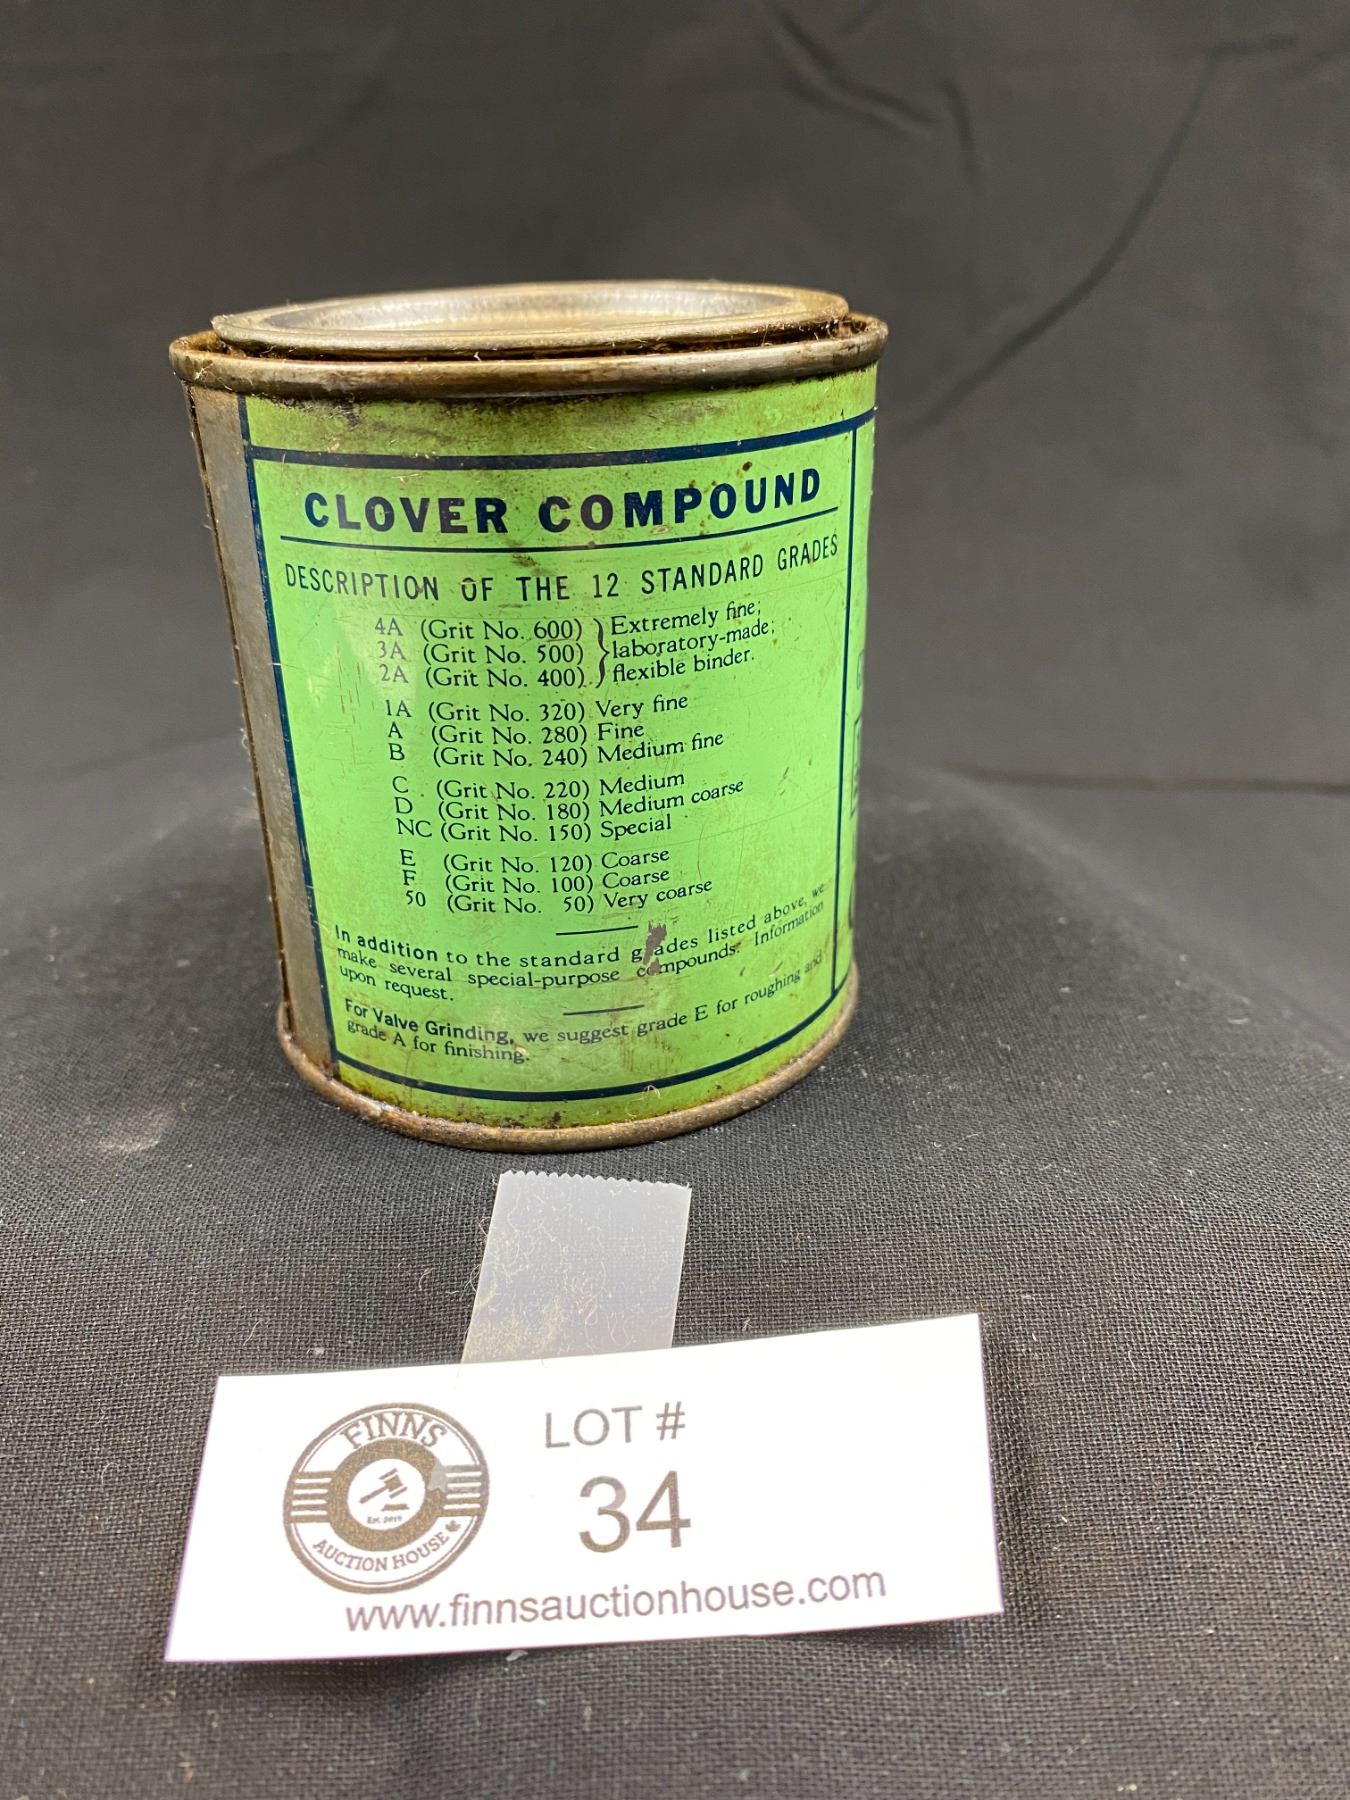 CLOVER COMPOUND
DESCRIPTION OF THE 12 STANDARD GRADES
4A (Grit No. 600) Extremely fine;
3A (Grit No. 500) laboratory-made;
2A (Grit No. 400) flexible binder.
1A (Grit No. 320) Very fine
A (Grit No. 280) Fine
B (Grit No. 240) Medium fine
C (Grit No. 220) Medium
D (Grit No. 180) Medium coarse
NC (Grit No. 150) Special
E (Grit No. 120) Coarse
F (Grit No. 100) Coarse
50 (Grit No. 50) Very coarse
In addition to the standard grades listed above, we
make several special-purpose compounds. Information
upon request.
For Valve Grinding, we suggest grade E for roughing and
grade A for finishing.
FINNS
Est. 2019
AUCTION HOUSE
LOT #
34
www.finnsauctionhouse.com